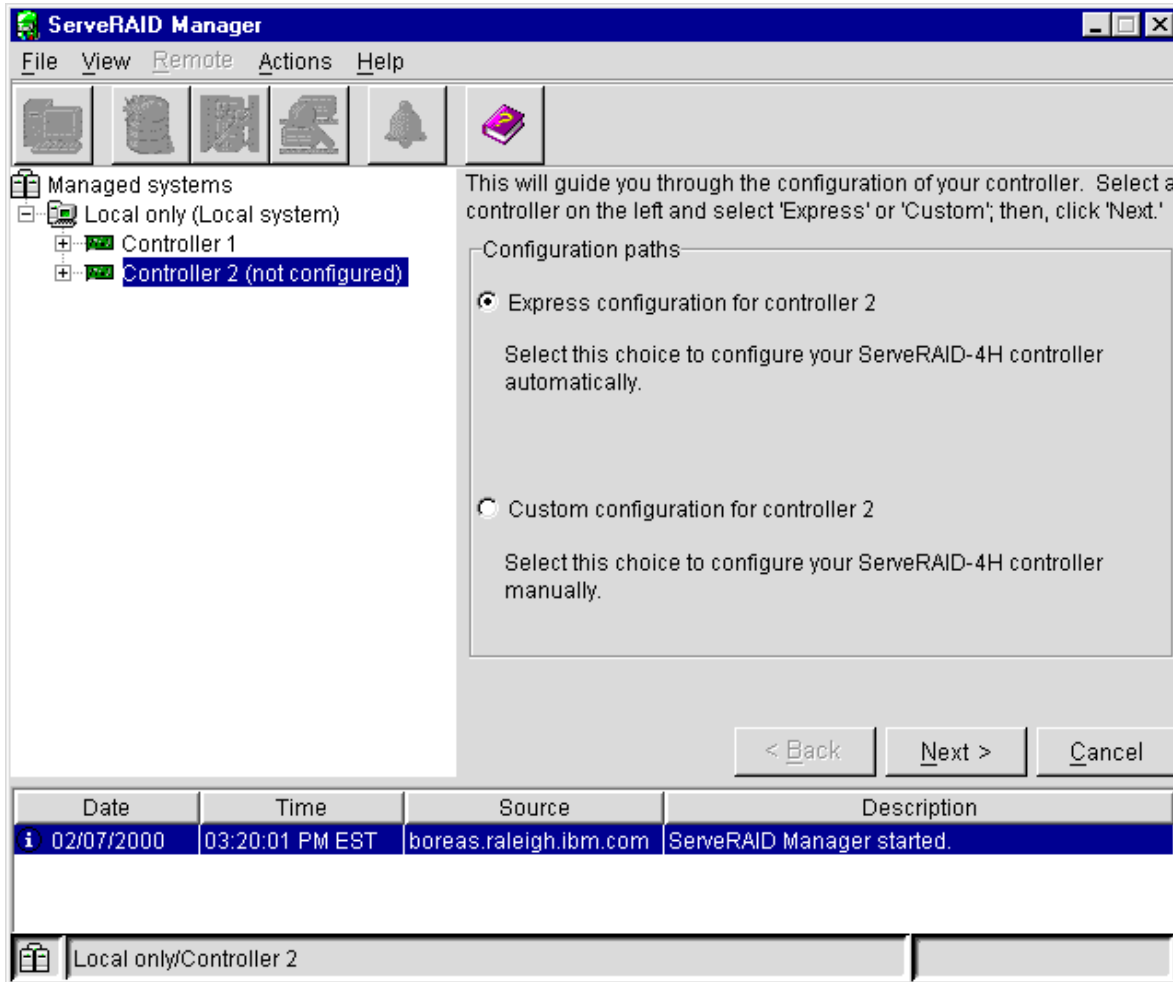 ServeRAID Manager
File View Remote Actions Help
Managed systems
Local only (Local system)
Controller 1
Controller 2 (not configured)
This will guide you through the configuration of your controller. Select a
controller on the left and select 'Express' or 'Custom'; then, click 'Next.'
Configuration paths
Express configuration for controller 2
Select this choice to configure your ServeRAID-4H controller
automatically.
Custom configuration for controller 2
Select this choice to configure your ServeRAID-4H controller
manually.
< Back Next > Cancel
Date Time Source Description
02/07/2000 03:20:01 PM EST boreas.raleigh.ibm.com ServeRAID Manager started.
Local only/Controller 2